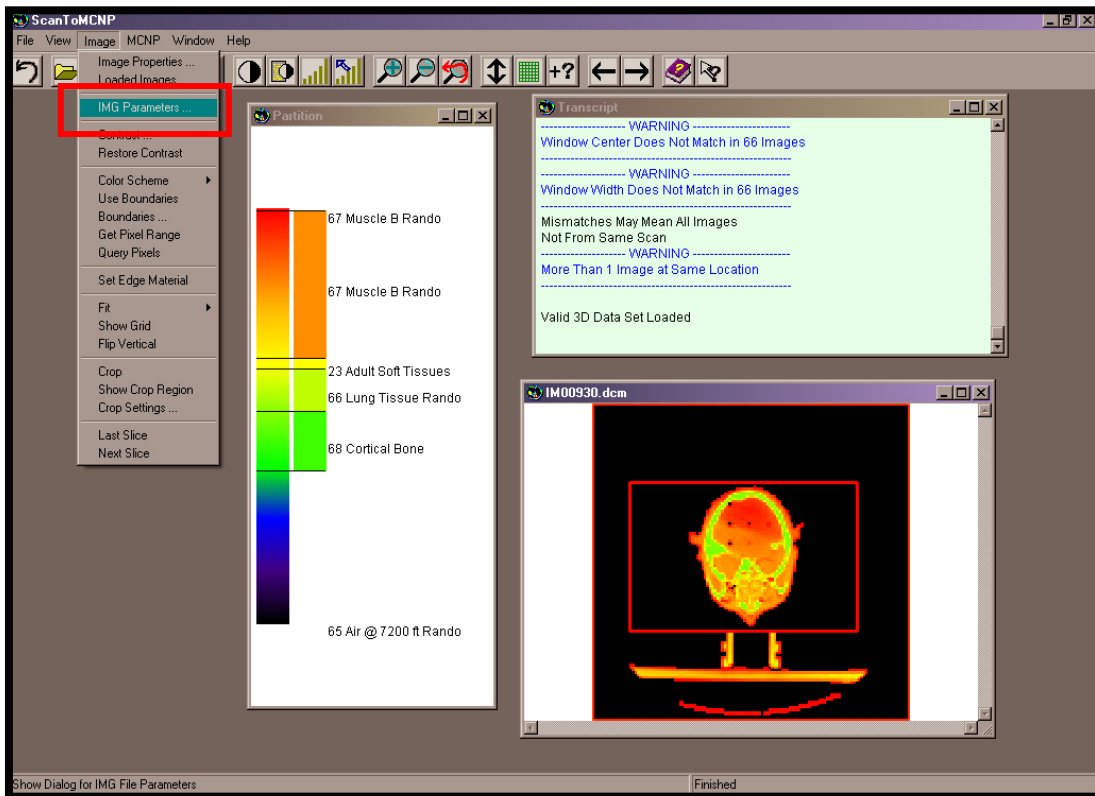 ScanToMCNP
File View Image MCNP Window Help
Image Properties ...
Loaded Images
IMG Parameters ...
Contrast ...
Restore Contrast
Color Scheme
Use Boundaries
Boundaries ...
Get Pixel Range
Query Pixels
Set Edge Material
Fit
Show Grid
Flip Vertical
Crop
Show Crop Region
Crop Settings ...
Last Slice
Next Slice
+?
Partition
67 Muscle B Rando
67 Muscle B Rando
23 Adult Soft Tissues
66 Lung Tissue Rando
68 Cortical Bone
65 Air @ 7200 ft Rando
Transcript
-------------------- WARNING -----------------------
Window Center Does Not Match in 66 Images
-----------------------------------------------------------
-------------------- WARNING -----------------------
Window Width Does Not Match in 66 Images
-----------------------------------------------------------
Mismatches May Mean All Images
Not From Same Scan
-------------------- WARNING -----------------------
More Than 1 Image at Same Location
-----------------------------------------------------------
Valid 3D Data Set Loaded
IM00930.dcm
Show Dialog for IMG File Parameters
Finished